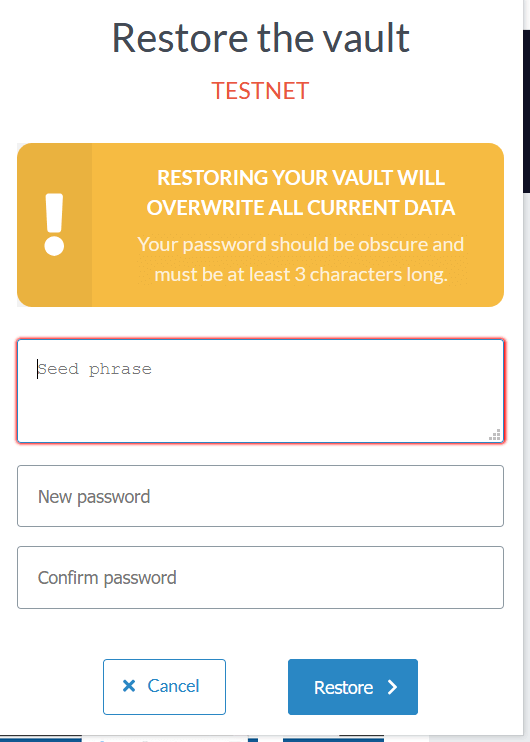 Restore the vault
TESTNET
RESTORING YOUR VAULT WILL
OVERWRITE ALL CURRENT DATA
Your password should be obscure and
must be at least 3 characters long.
Seed phrase
New password
Confirm password
Cancel
Restore